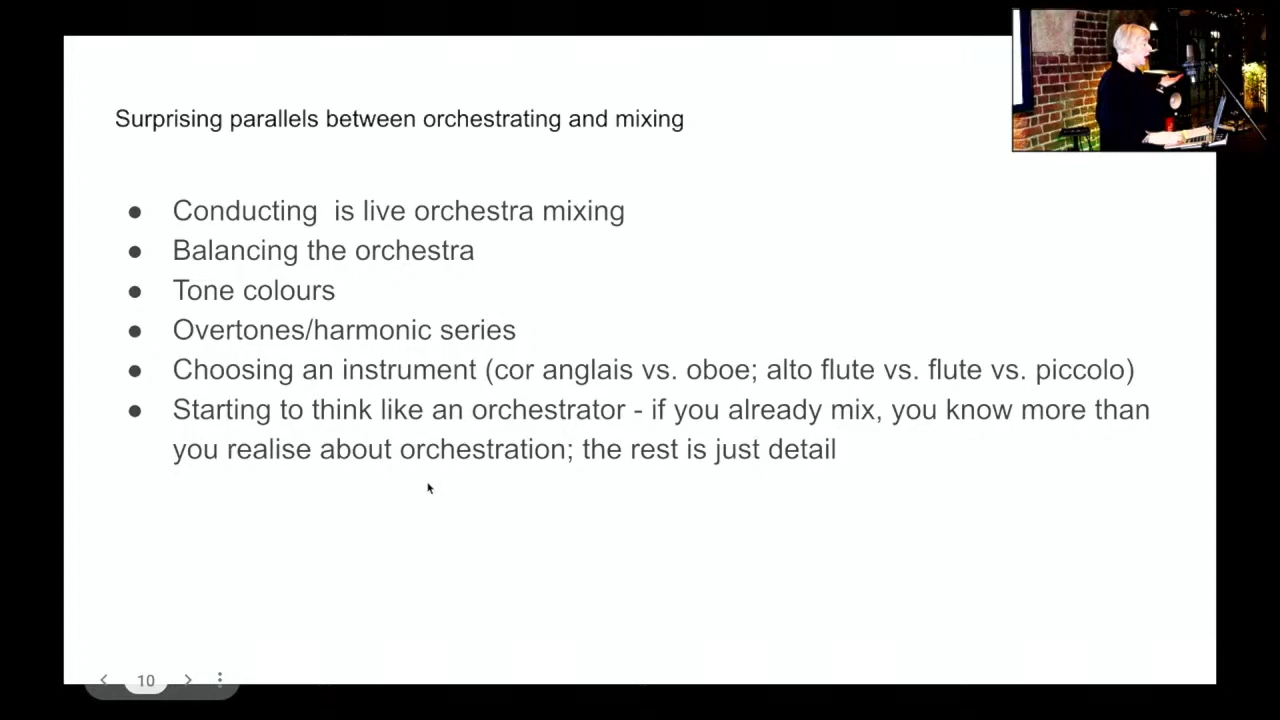 Surprising parallels between orchestrating and mixing
● Conducting  is live orchestra mixing
● Balancing the orchestra
● Tone colours
● Overtones/harmonic series
● Choosing an instrument (cor anglais vs. oboe; alto flute vs. flute vs. piccolo)
● Starting to think like an orchestrator - if you already mix, you know more than
you realise about orchestration; the rest is just detail
10